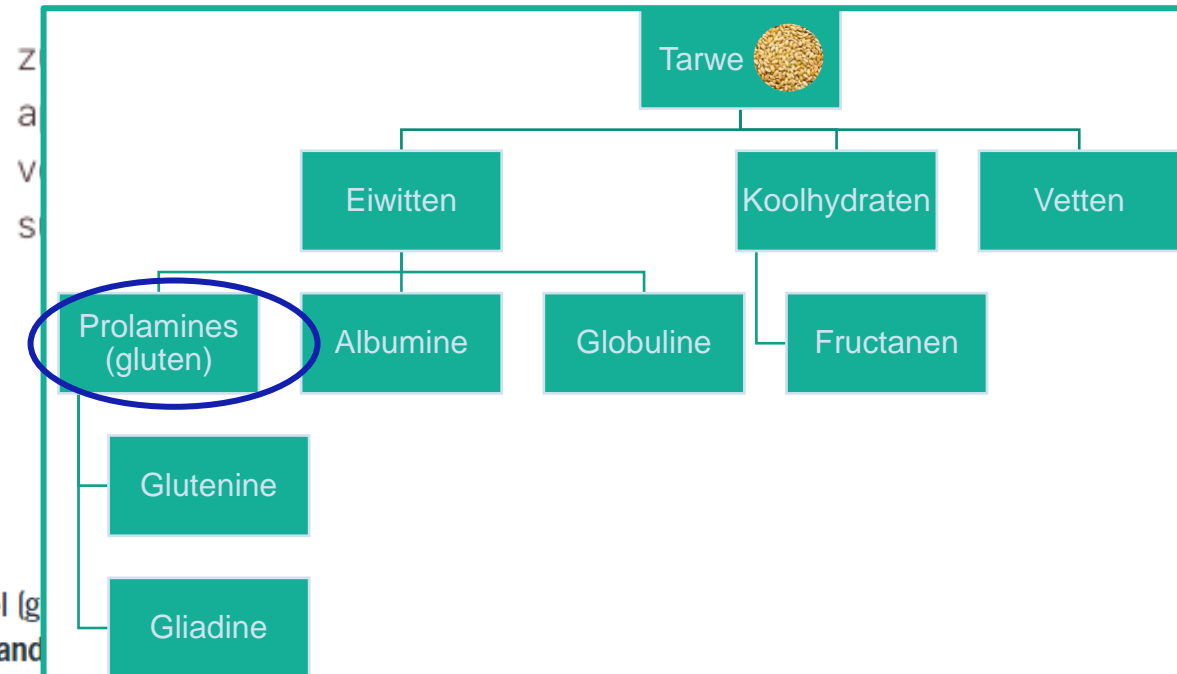 Tarwe
Eiwitten
Koolhydraten
Vetten
Prolamines
(gluten)
Albumine
Globuline
Fructanen
Glutenine
Gliadine